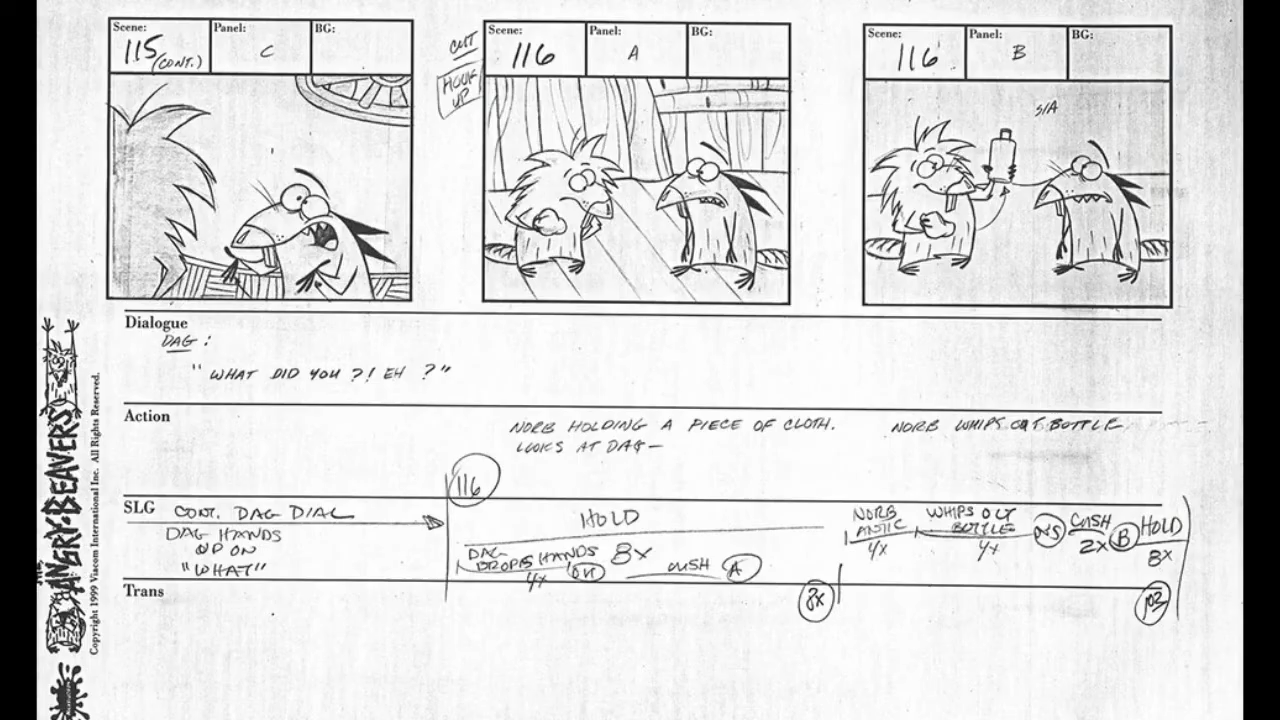 Scene: 115 (CONT.) Panel: C BG:
CUT
HOOK UP
Scene: 116 Panel: A BG:
Scene: 116 Panel: B BG:
S/A
Dialogue
DAG:
"WHAT DID YOU?! EH ?"
Action
NORB HOLDING A PIECE OF CLOTH.
LOOKS AT DAG—
NORB WHIPS OUT BOTTLE
SLG
CONT. DAG DIAL
DAG HANDS
UP ON
"WHAT"
116
HOLD
DAG
DROPS HANDS 8x
4x
CUSH A
8x
NORB
ANTIC
4x
WHIPS OUT
BOTTLE
4x
CUSH
2x
B
HOLD
8x
Trans
THE ANGRY BEAVERS
Copyright 1999 Viacom International Inc. All Rights Reserved.